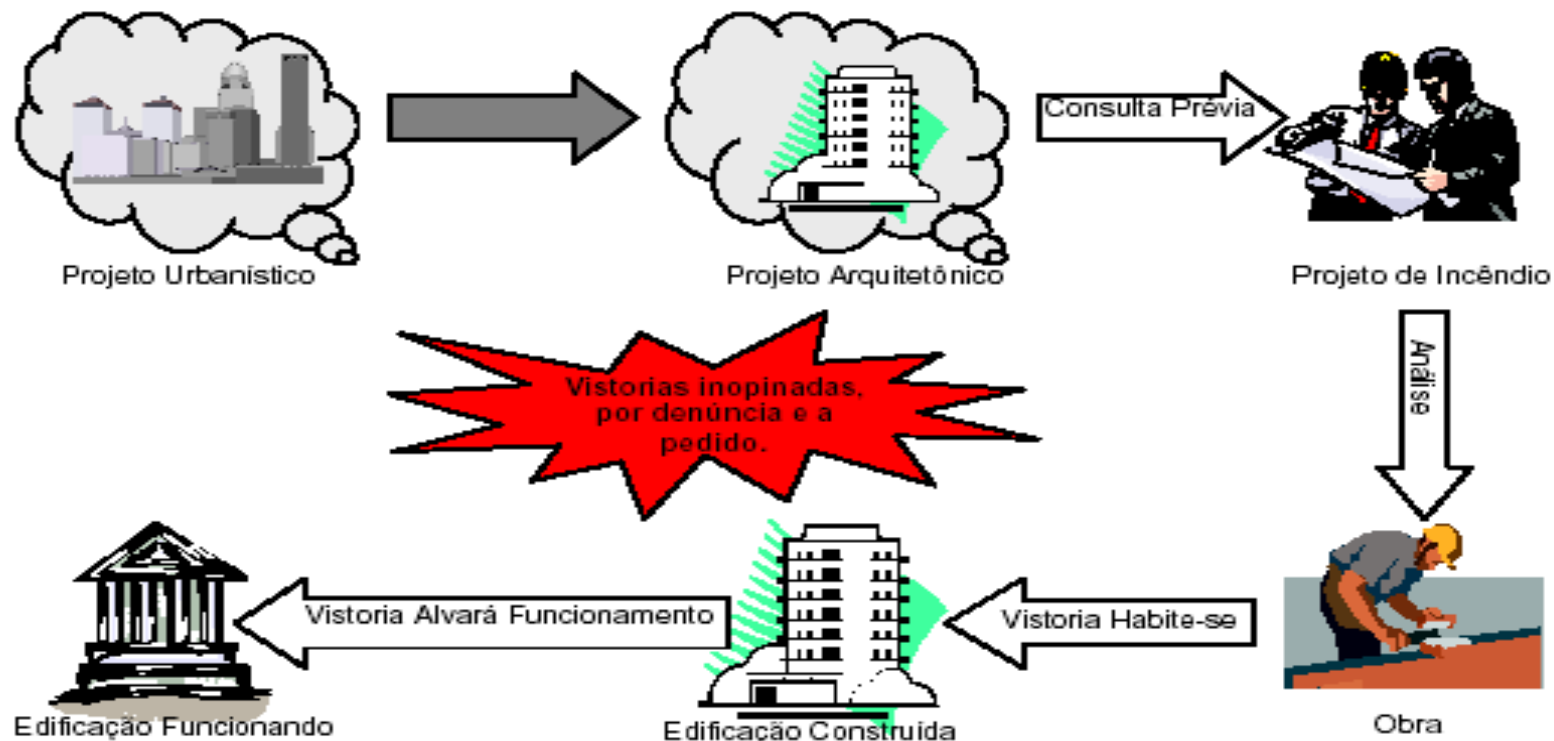 Consulta Prévia
Projeto Urbanístico
Projeto Arquitetônico
Projeto de Incêndio
Análise
Vistorias inopinadas,
por denúncia e a
pedido.
Vistoria Alvará Funcionamento
Vistoria Habite-se
Edificação Funcionando
Edificação Construída
Obra